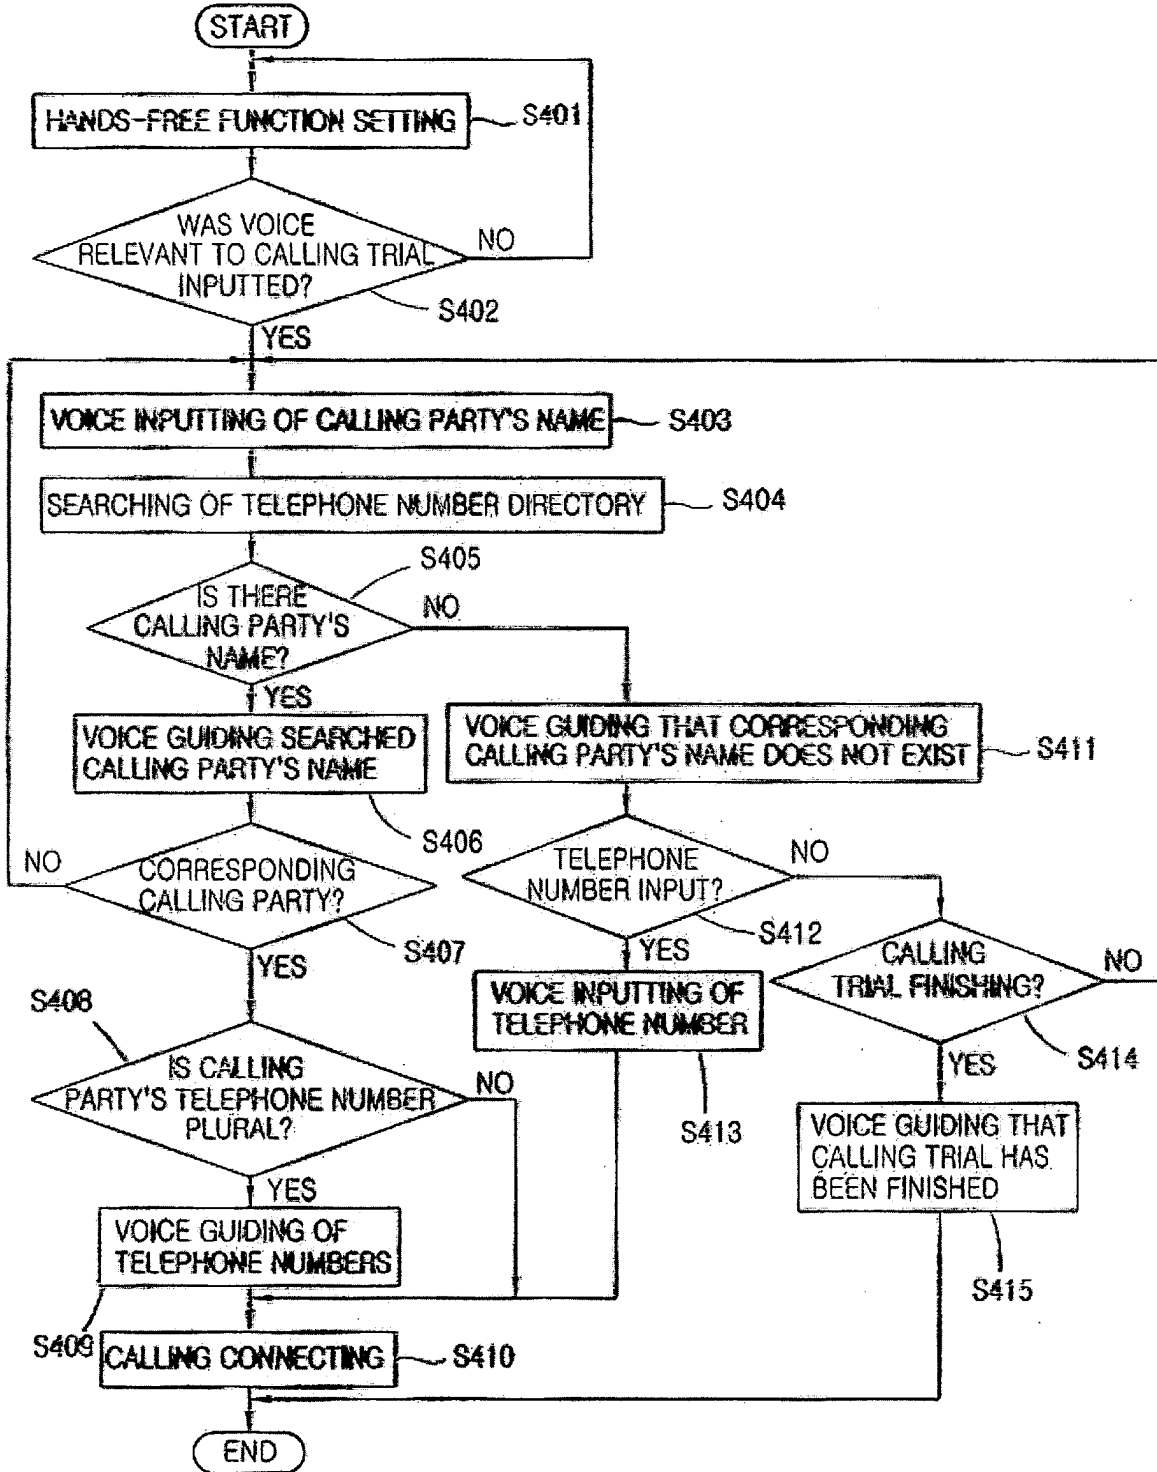 START
HANDS-FREE FUNCTION SETTING
S401
WAS VOICE
RELEVANT TO CALLING TRIAL
INPUTTED?
NO
S402
YES
VOICE INPUTTING OF CALLING PARTY'S NAME
S403
SEARCHING OF TELEPHONE NUMBER DIRECTORY
S404
S405
IS THERE
CALLING PARTY'S
NAME?
NO
YES
VOICE GUIDING SEARCHED
CALLING PARTY'S NAME
S406
VOICE GUIDING THAT CORRESPONDING
CALLING PARTY'S NAME DOES NOT EXIST
S411
NO
CORRESPONDING
CALLING PARTY?
S407
YES
TELEPHONE
NUMBER INPUT?
NO
S412
YES
VOICE INPUTTING OF
TELEPHONE NUMBER
S413
CALLING
TRIAL FINISHING?
NO
S414
YES
VOICE GUIDING THAT
CALLING TRIAL HAS
BEEN FINISHED
S415
S408
IS CALLING
PARTY'S TELEPHONE NUMBER
PLURAL?
NO
YES
VOICE GUIDING OF
TELEPHONE NUMBERS
S409
CALLING CONNECTING
S410
END